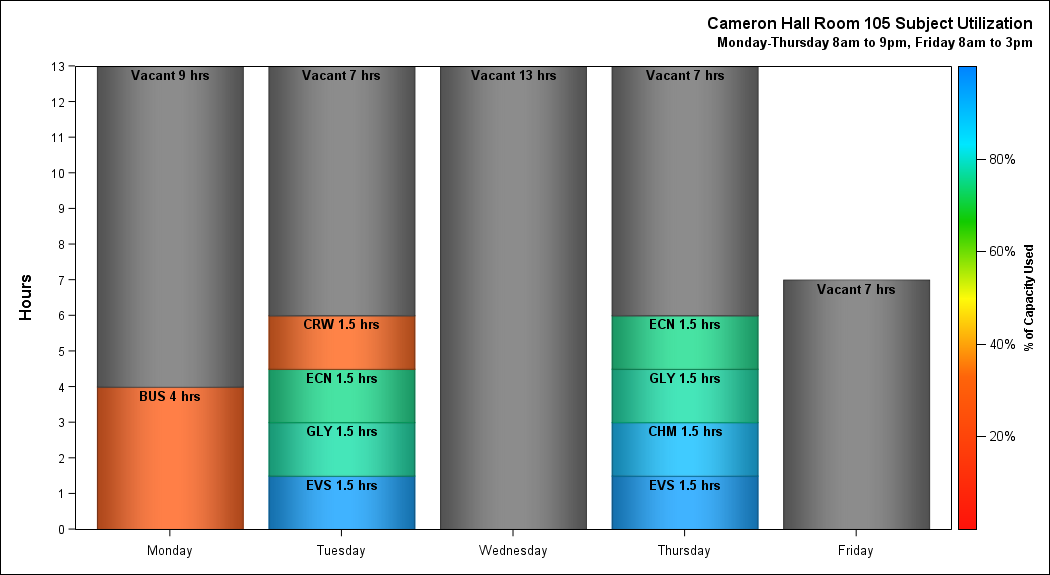 Cameron Hall Room 105 Subject Utilization
Monday-Thursday 8am to 9pm, Friday 8am to 3pm
Hours
13
12
11
10
9
8
7
6
5
4
3
2
1
0
Vacant 9 hrs
BUS 4 hrs
Vacant 7 hrs
CRW 1.5 hrs
ECN 1.5 hrs
GLY 1.5 hrs
EVS 1.5 hrs
Vacant 13 hrs
Vacant 7 hrs
ECN 1.5 hrs
GLY 1.5 hrs
CHM 1.5 hrs
EVS 1.5 hrs
Vacant 7 hrs
Monday
Tuesday
Wednesday
Thursday
Friday
80%
60%
40%
20%
% of Capacity Used